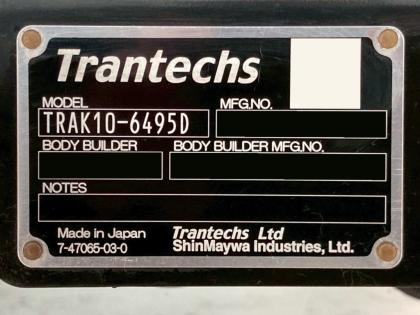 Trantechs
MODEL MFG.NO.
TRAK10-6495D
BODY BUILDER BODY BUILDER MFG.NO.
NOTES
Made in Japan Trantechs Ltd
7-47065-03-0 ShinMaywa Industries, Ltd.